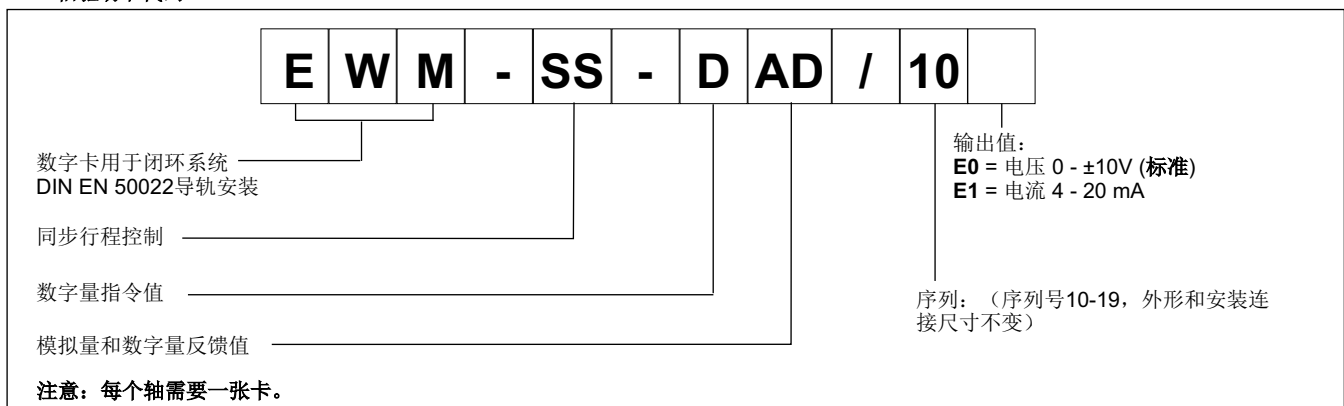 EWM - SS - D AD / 10
数字卡用于闭环系统
DIN EN 50022导轨安装
同步行程控制
数字量指令值
模拟量和数字量反馈值
输出值：
E0 = 电压 0 - ±10V (标准)
E1 = 电流 4 - 20 mA
序列：（序列号10-19，外形和安装连
接尺寸不变）
注意：每个轴需要一张卡。